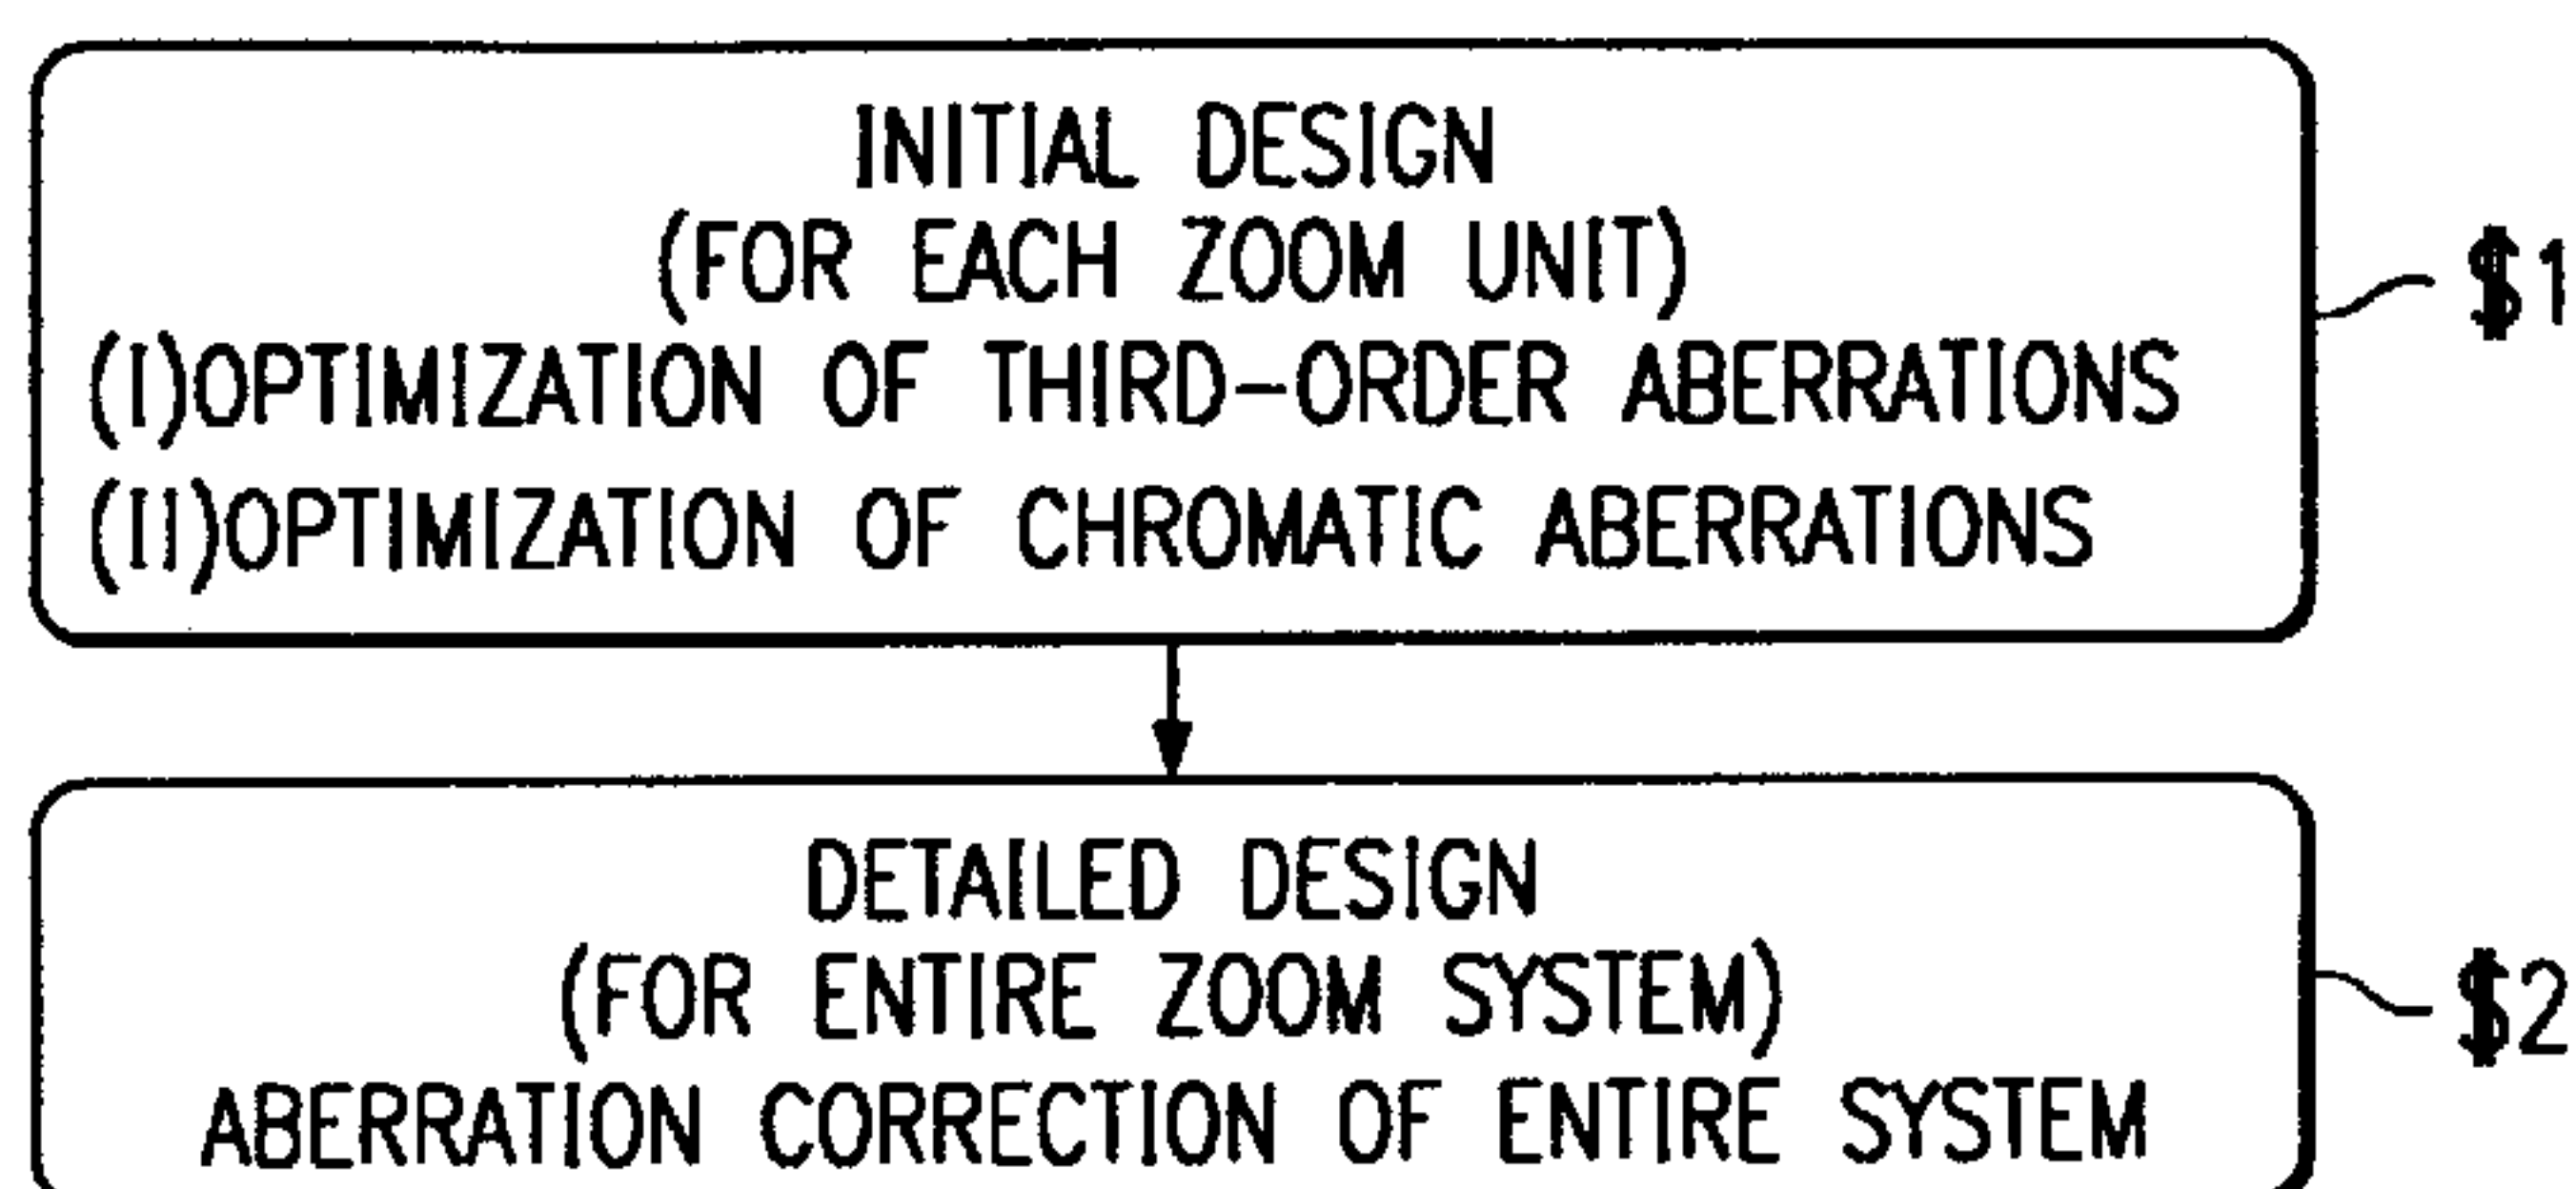 INITIAL DESIGN
(FOR EACH ZOOM UNIT)
$1
(I)OPTIMIZATION OF THIRD-ORDER ABERRATIONS
(II)OPTIMIZATION OF CHROMATIC ABERRATIONS
DETAILED DESIGN
(FOR ENTIRE ZOOM SYSTEM)
$2
ABERRATION CORRECTION OF ENTIRE SYSTEM